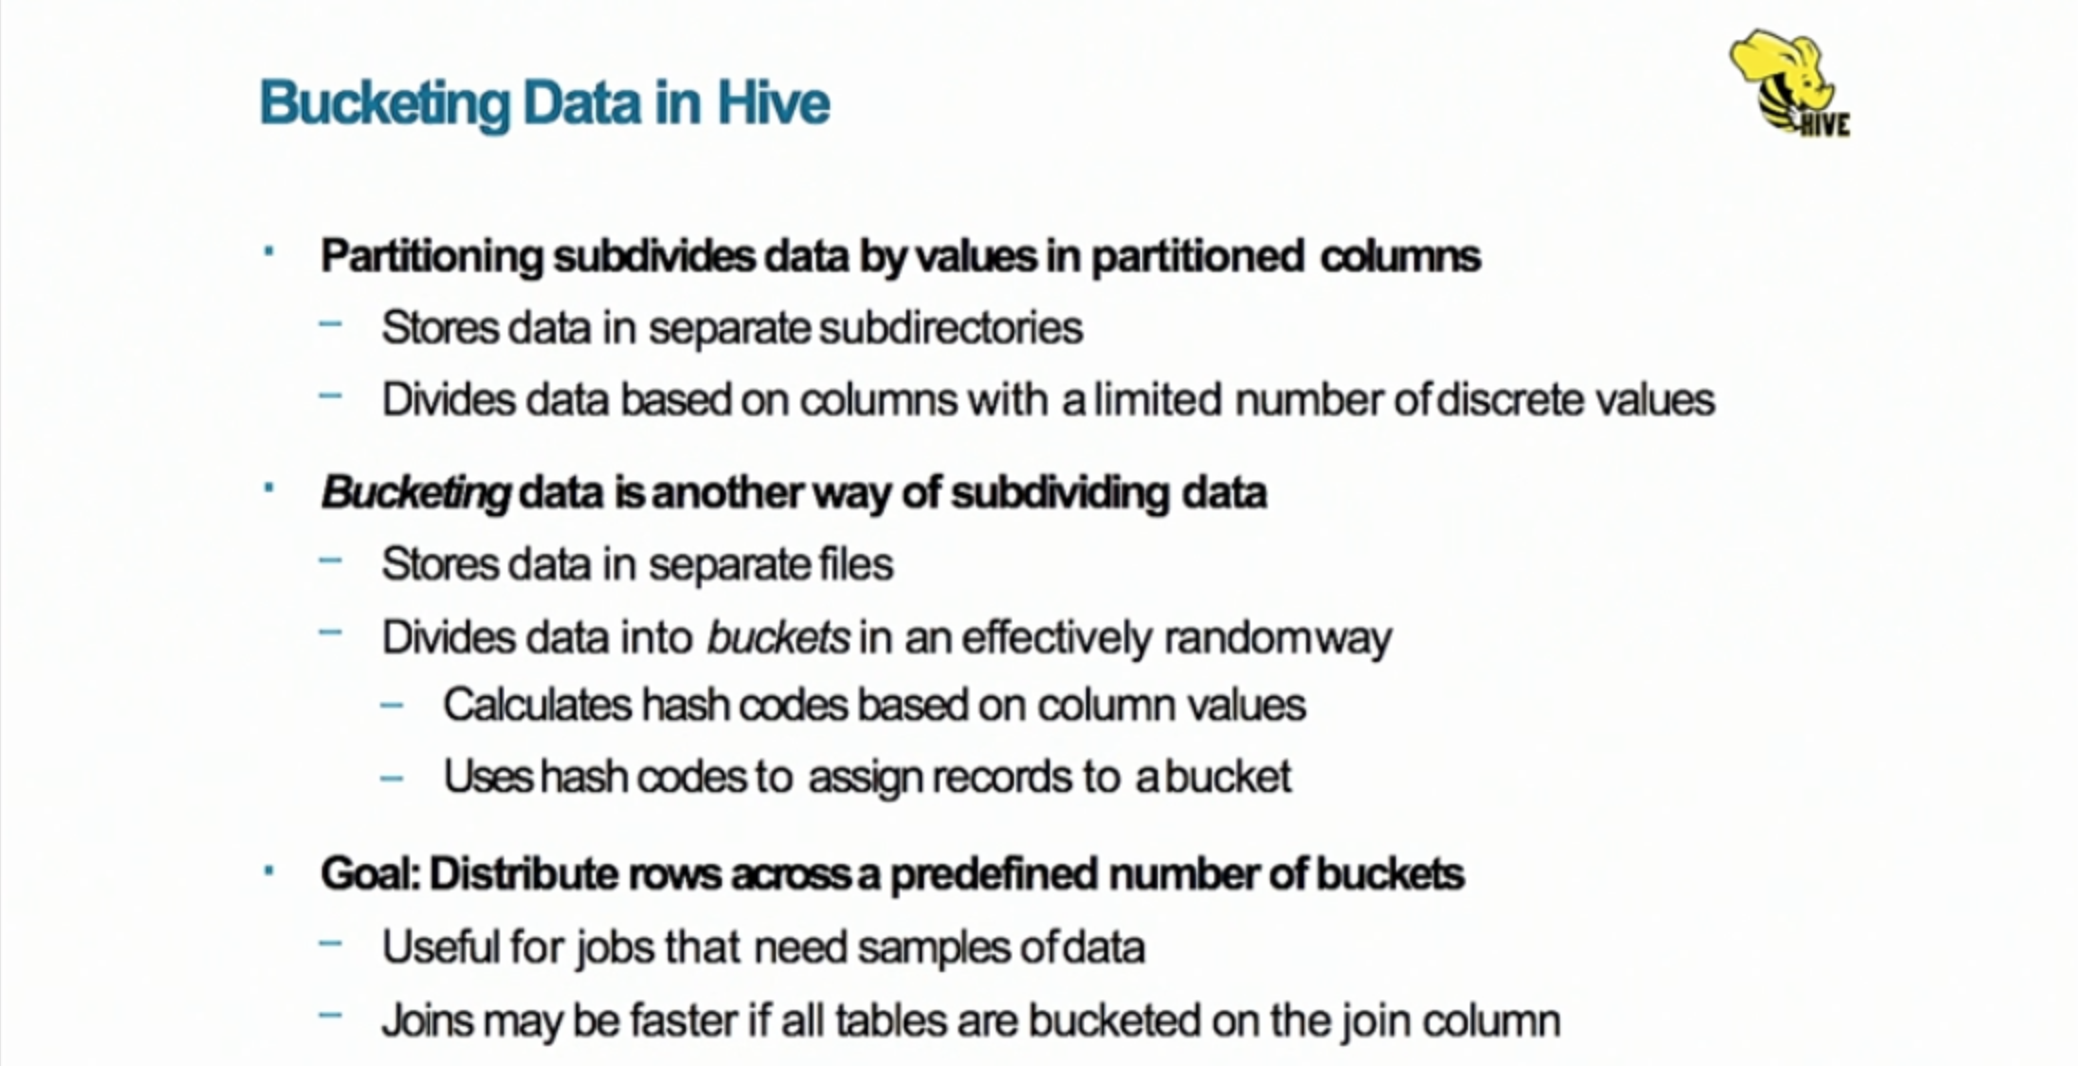 Bucketing Data in Hive
HIVE
· Partitioning subdivides data by values in partitioned columns
– Stores data in separate subdirectories
– Divides data based on columns with a limited number of discrete values
· Bucketing data is another way of subdividing data
– Stores data in separate files
– Divides data into buckets in an effectively random way
– Calculates hash codes based on column values
– Uses hash codes to assign records to a bucket
· Goal: Distribute rows across a predefined number of buckets
– Useful for jobs that need samples of data
– Joins may be faster if all tables are bucketed on the join column